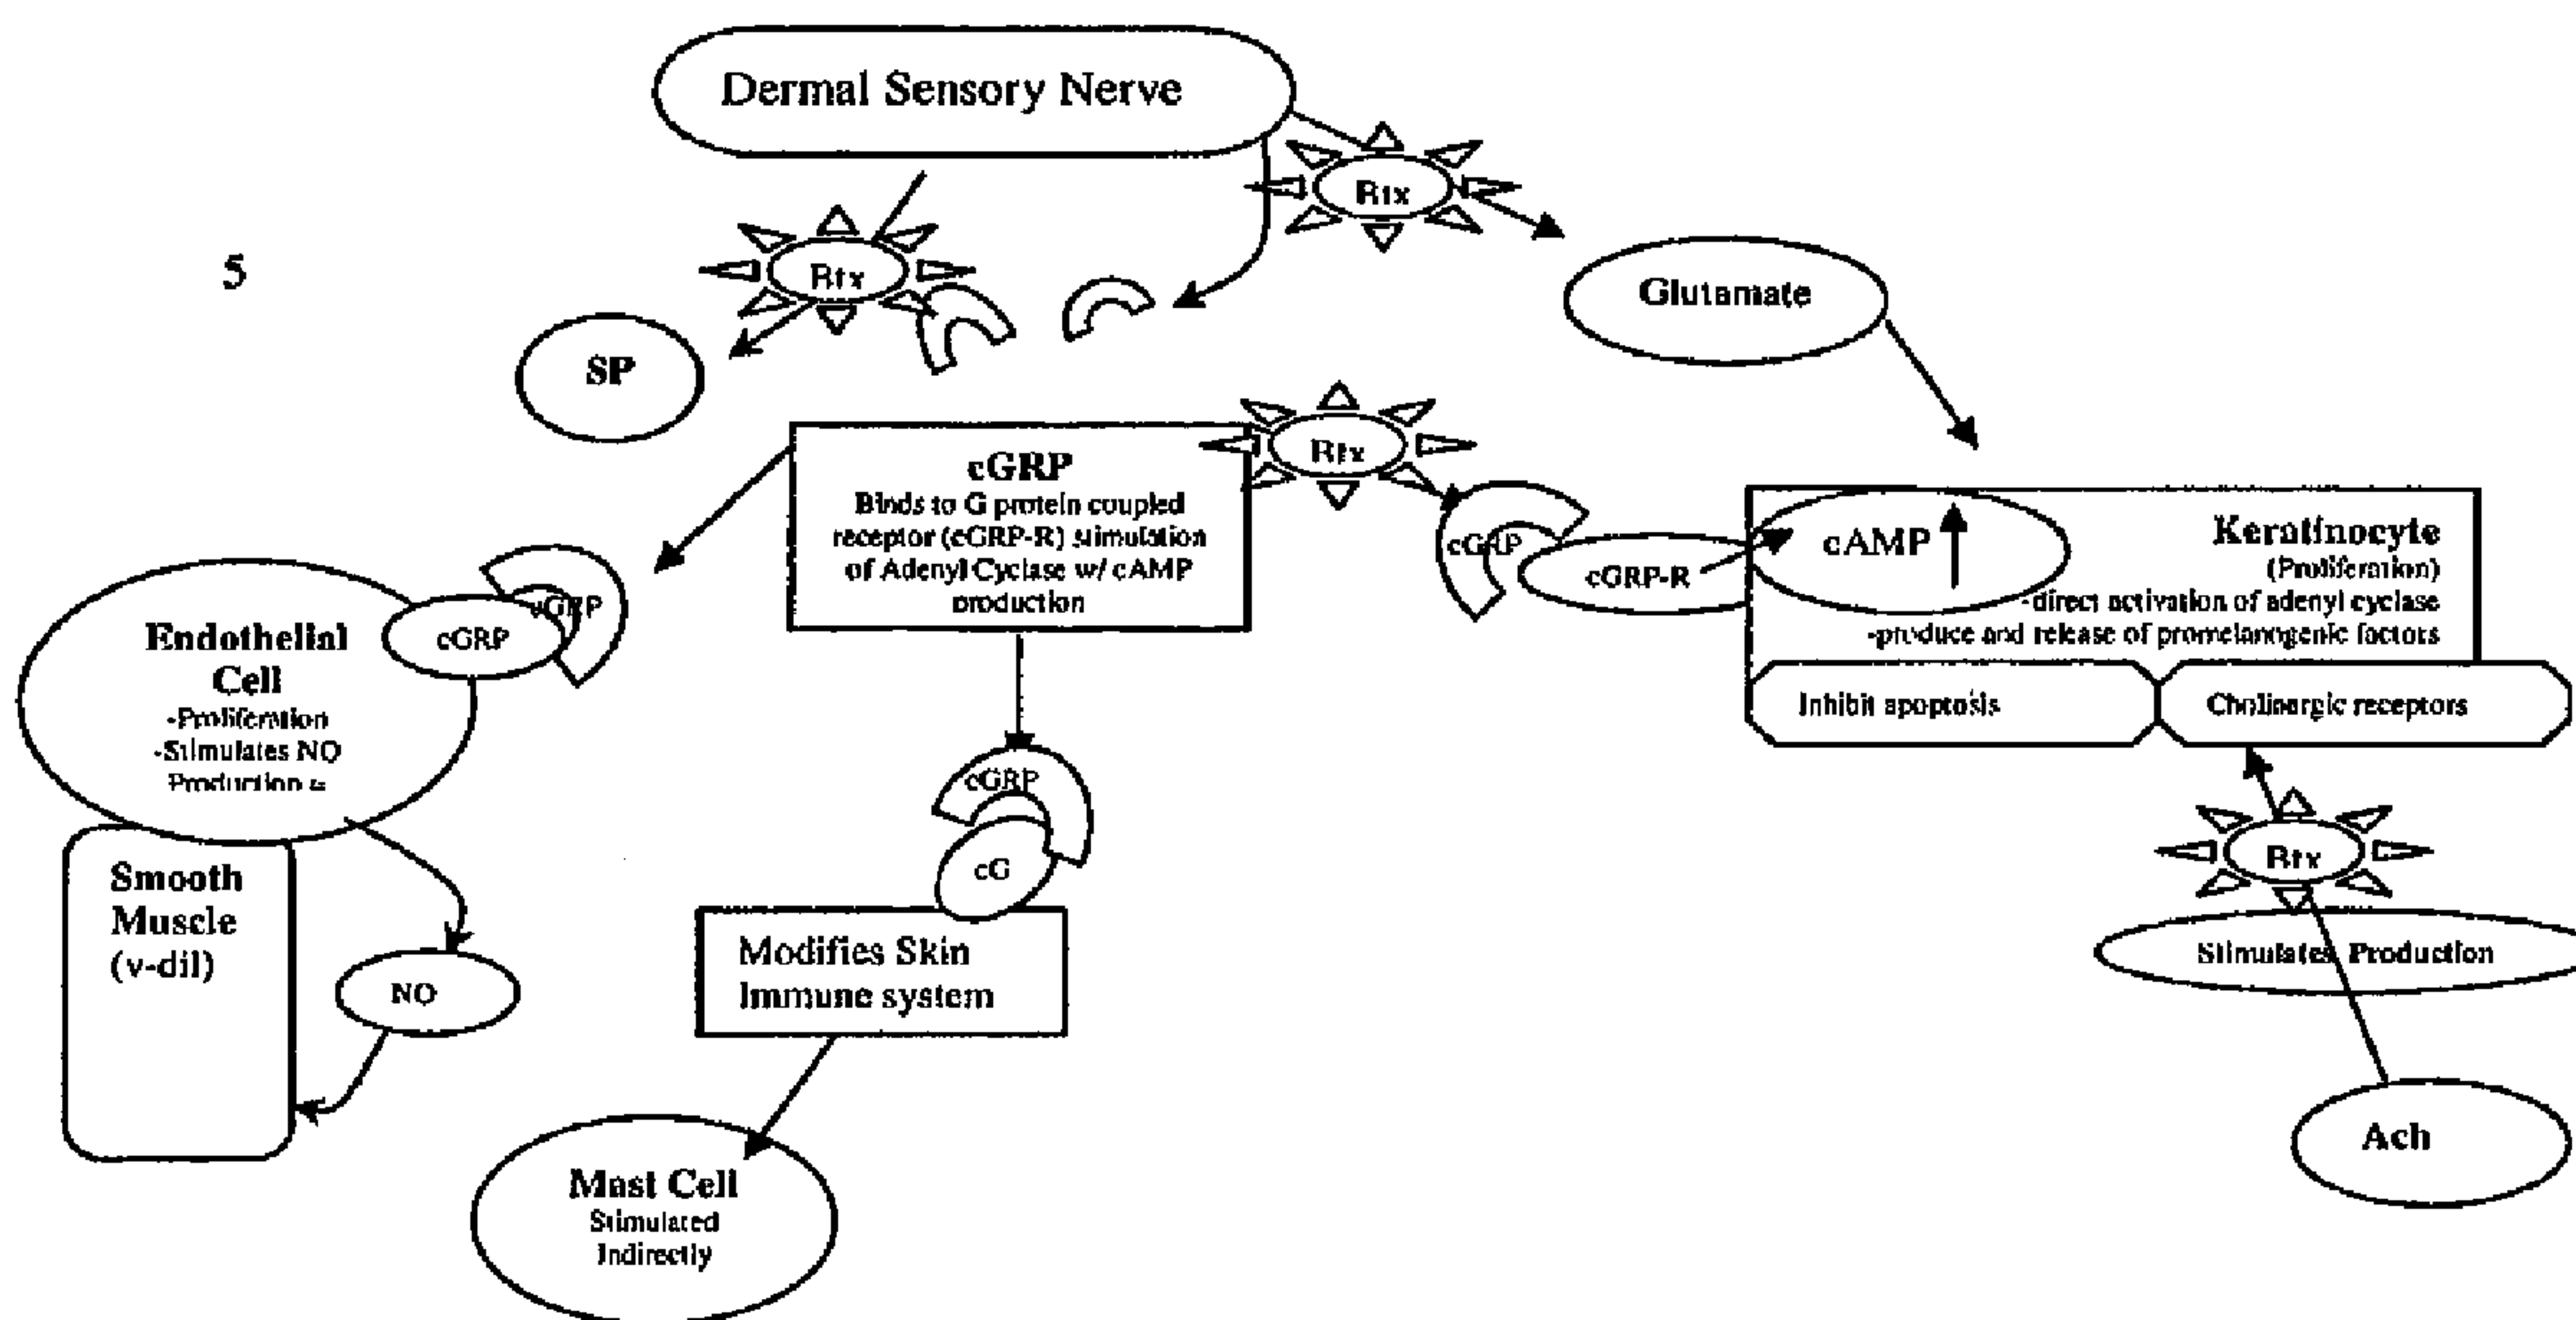 Dermal Sensory Nerve
Rtx
Rtx
5
Glutamate
SP
Rtx
cGRP
Binds to G protein coupled
receptor (cGRP-R) stimulation
of Adenyl Cyclase w/ cAMP
production
cGRP
cGRP-R
cAMP
Keratinocyte
(Proliferation)
-direct activation of adenyl cyclase
-produce and release of promelanogenic factors
Inhibit apoptosis
Cholinergic receptors
cGRP
cGRP
Endothelial
Cell
-Proliferation
-Stimulates NO
Production =
cGRP
cG
Rtx
Smooth
Muscle
(v-dil)
NO
Modifies Skin
Immune system
Stimulates Production
Mast Cell
Stimulated
Indirectly
Ach